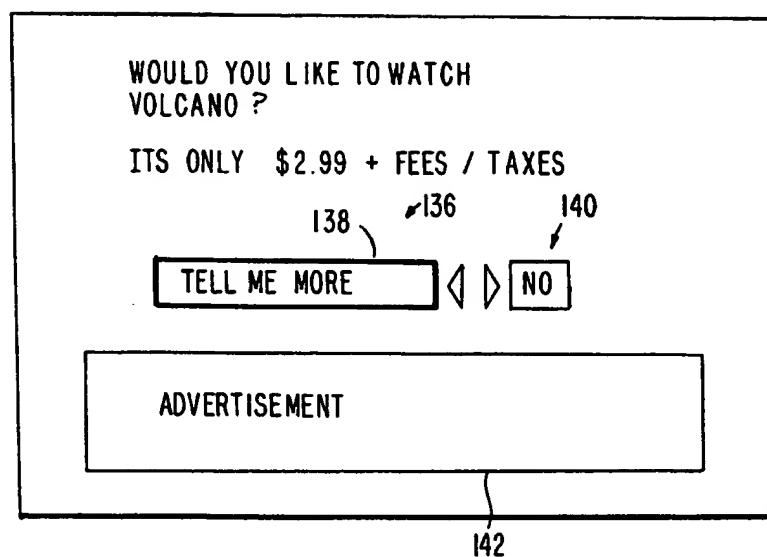 WOULD YOU LIKE TO WATCH
VOLCANO ?
ITS ONLY $2.99 + FEES / TAXES
138 136 140
TELL ME MORE NO
ADVERTISEMENT
142